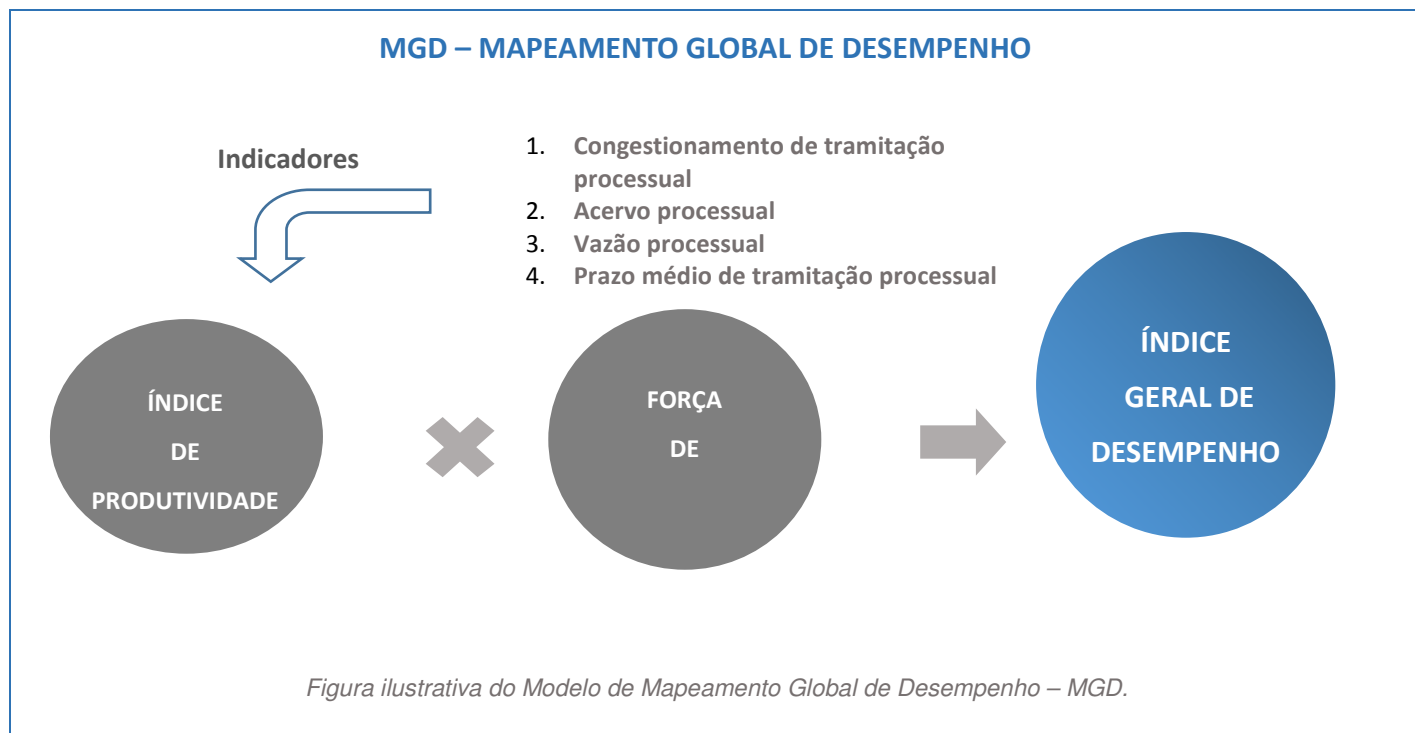 MGD – MAPEAMENTO GLOBAL DE DESEMPENHO
Indicadores
1. Congestionamento de tramitação
processual
2. Acervo processual
3. Vazão processual
4. Prazo médio de tramitação processual
ÍNDICE
DE
PRODUTIVIDADE
FORÇA
DE
ÍNDICE
GERAL DE
DESEMPENHO
Figura ilustrativa do Modelo de Mapeamento Global de Desempenho – MGD.